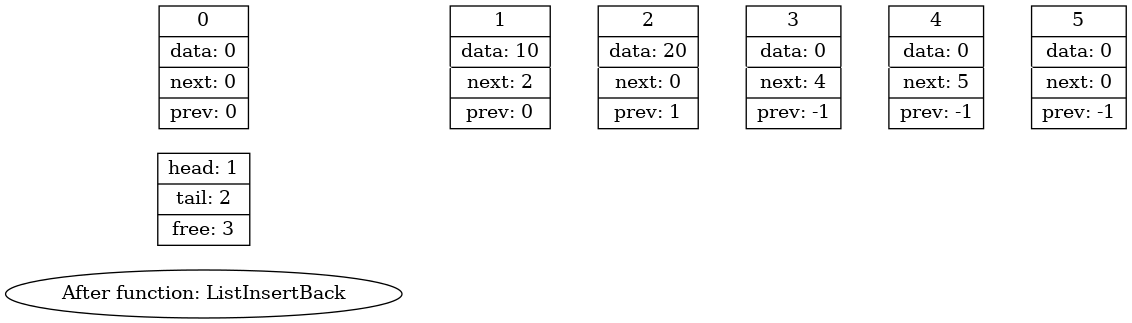 0
data: 0
next: 0
prev: 0
1
data: 10
next: 2
prev: 0
2
data: 20
next: 0
prev: 1
3
data: 0
next: 4
prev: -1
4
data: 0
next: 5
prev: -1
5
data: 0
next: 0
prev: -1
head: 1
tail: 2
free: 3
After function: ListInsertBack